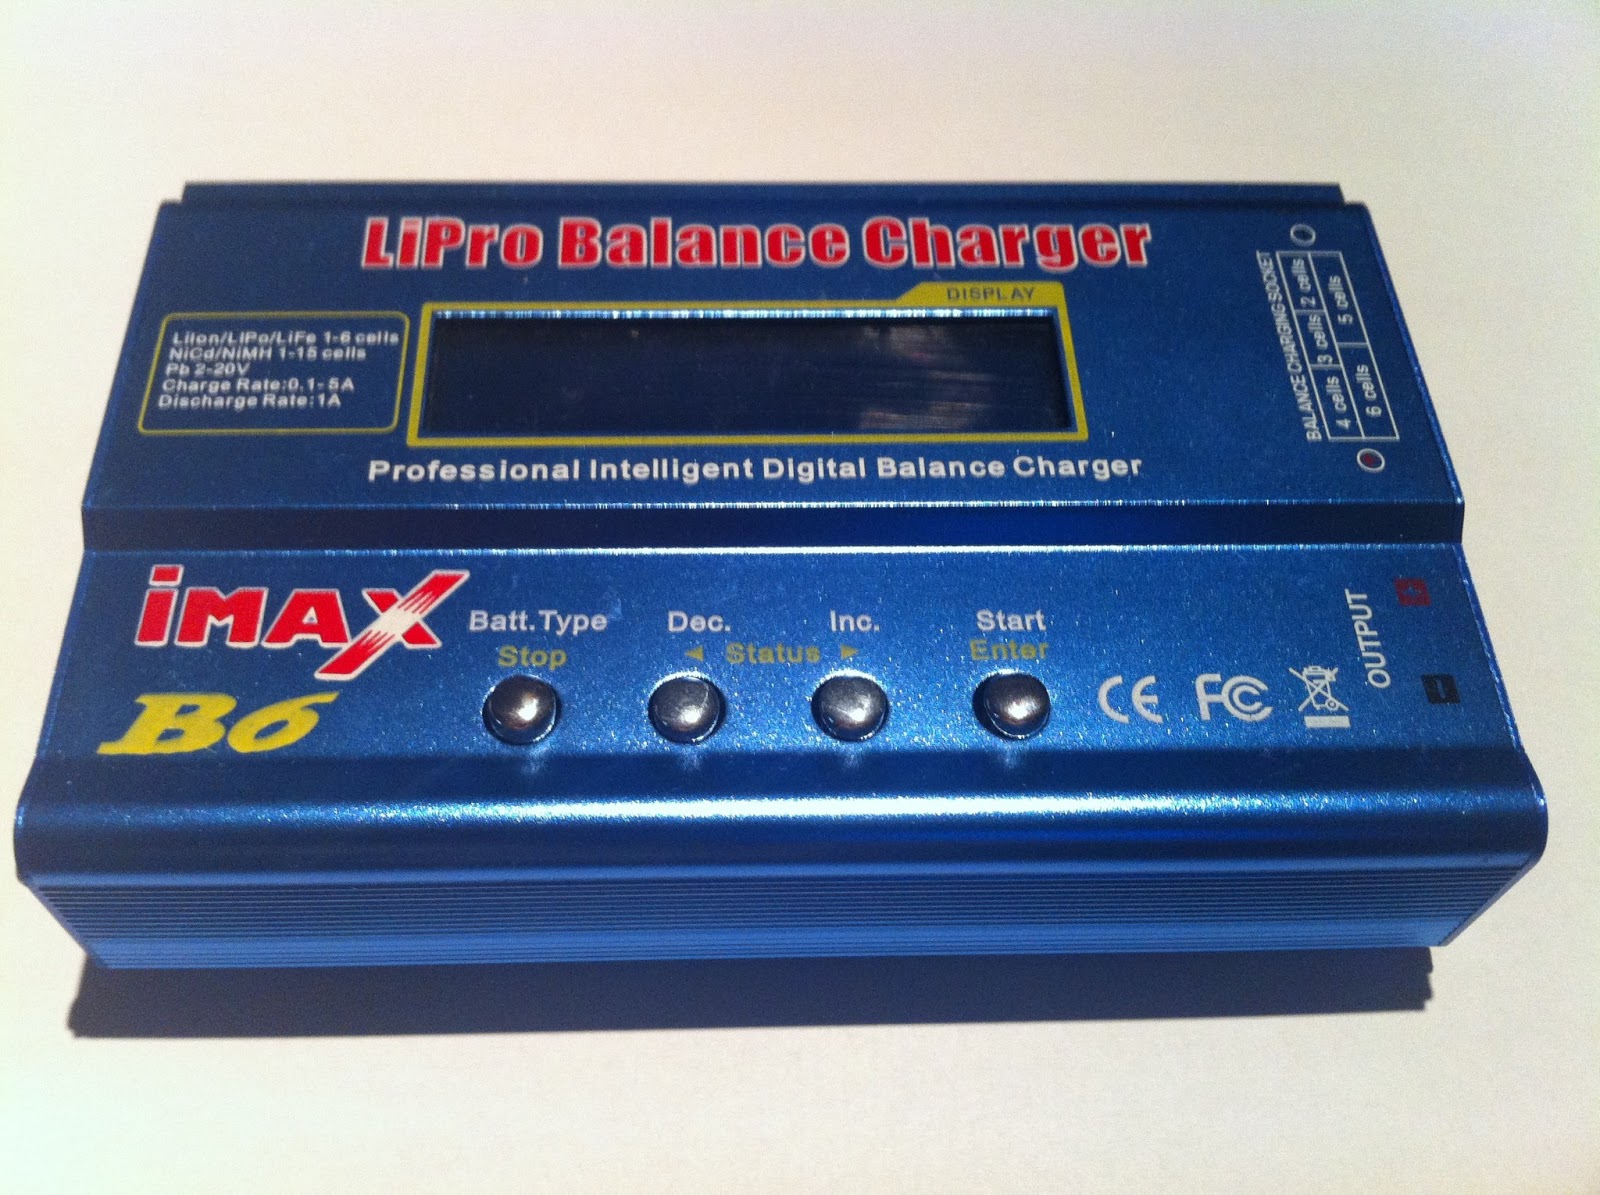 LiPro Balance Charger
DISPLAY
LiIon/LiPo/LiFe 1-6 cells
NiCd/NiMH 1-15 cells
Pb 2-20V
Charge Rate:0.1-5A
Discharge Rate:1A
Professional Intelligent Digital Balance Charger
BALANCE CHARGING SOCKET
4 cells 3 cells 2 cells
6 cells 5 cells
iMAX
B6
Batt.Type Dec. Inc. Start
Stop ◄ Status ► Enter
CE FC
OUTPUT
+
-